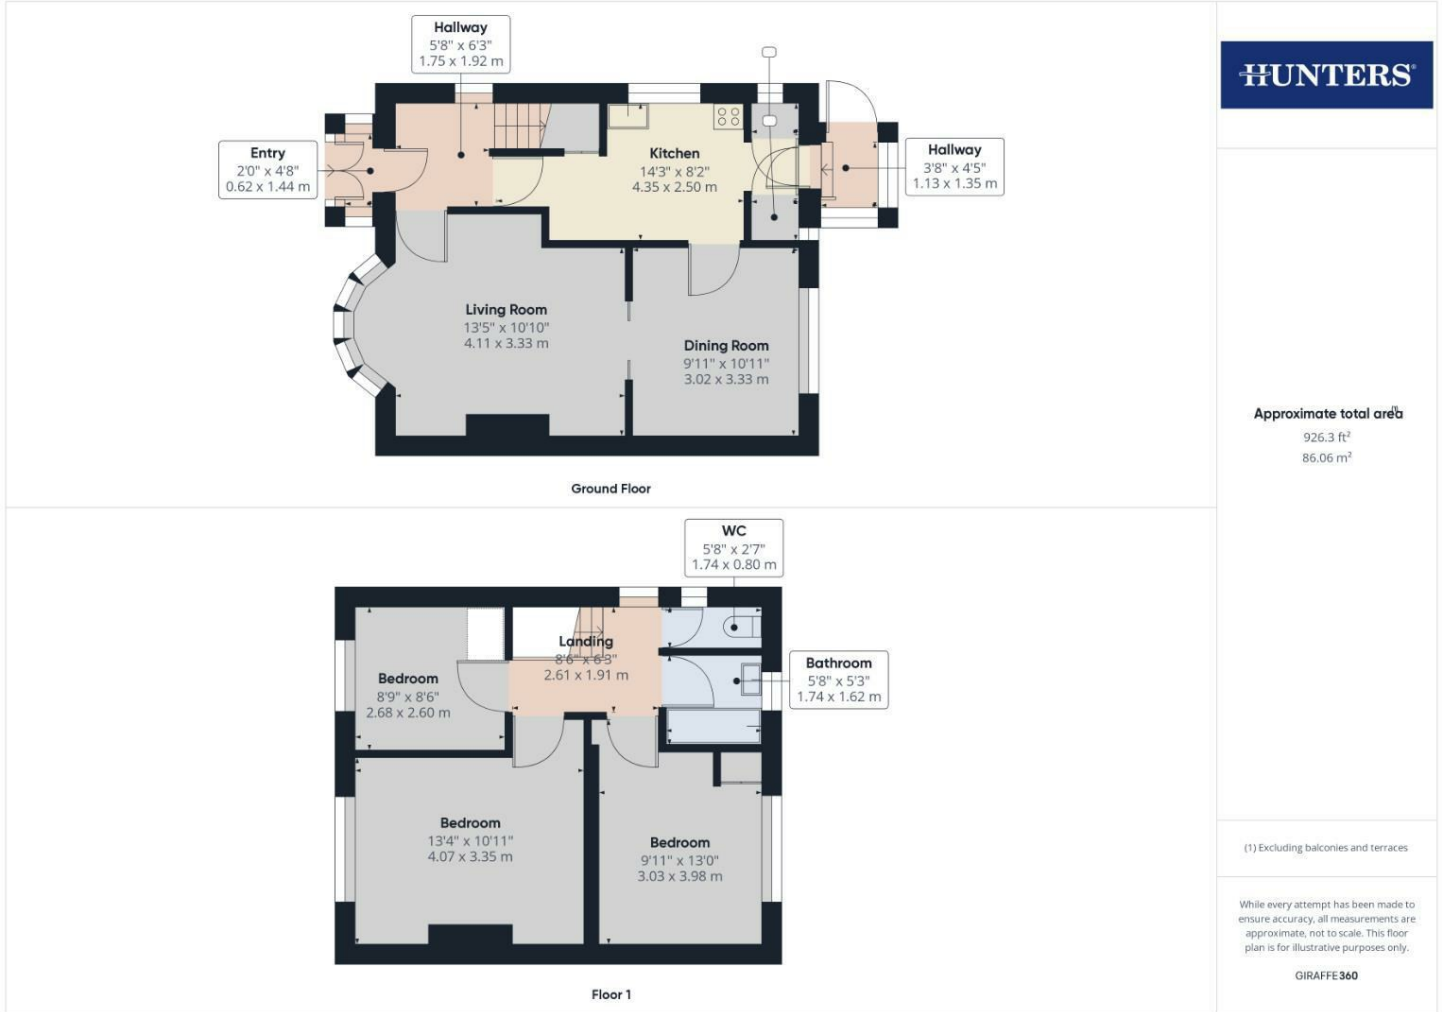 Hallway
5'8" x 6'3"
1.75 x 1.92 m
Entry
2'0" x 4'8"
0.62 x 1.44 m
Kitchen
14'3" x 8'2"
4.35 x 2.50 m
Hallway
3'8" x 4'5"
1.13 x 1.35 m
Living Room
13'5" x 10'10"
4.11 x 3.33 m
Dining Room
9'11" x 10'11"
3.02 x 3.33 m
Ground Floor
WC
5'8" x 2'7"
1.74 x 0.80 m
Landing
8'6" x 6'3"
2.61 x 1.91 m
Bedroom
8'9" x 8'6"
2.68 x 2.60 m
Bathroom
5'8" x 5'3"
1.74 x 1.62 m
Bedroom
13'4" x 10'11"
4.07 x 3.35 m
Bedroom
9'11" x 13'0"
3.03 x 3.98 m
Floor 1
HUNTERS®
Approximate total area(1)
926.3 ft²
86.06 m²
(1) Excluding balconies and terraces
While every attempt has been made to
ensure accuracy, all measurements are
approximate, not to scale. This floor
plan is for illustrative purposes only.
GIRAFFE360